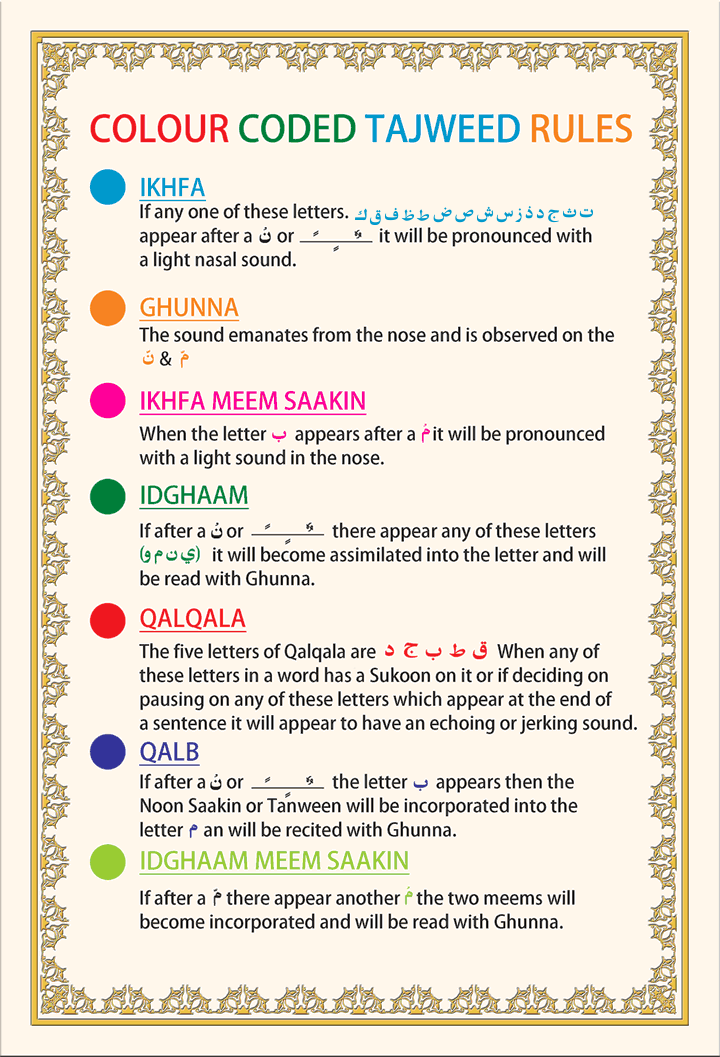 COLOUR CODED TAJWEED RULES
IKHFA
If any one of these letters. ت ث ج د ذ ز س ش ص ض ط ظ ف ق ك
appear after a نْ or ـًـٍـٌ it will be pronounced with
a light nasal sound.
GHUNNA
The sound emanates from the nose and is observed on the
نّ & مّ
IKHFA MEEM SAAKIN
When the letter ب appears after a مْ it will be pronounced
with a light sound in the nose.
IDGHAAM
If after a نْ or ـًـٍـٌ there appear any of these letters
(ي ن م و) it will become assimilated into the letter and will
be read with Ghunna.
QALQALA
The five letters of Qalqala are ق ط ب ج د When any of
these letters in a word has a Sukoon on it or if deciding on
pausing on any of these letters which appear at the end of
a sentence it will appear to have an echoing or jerking sound.
QALB
If after a نْ or ـًـٍـٌ the letter ب appears then the
Noon Saakin or Tanween will be incorporated into the
letter م an will be recited with Ghunna.
IDGHAAM MEEM SAAKIN
If after a مْ there appear another مُ the two meems will
become incorporated and will be read with Ghunna.